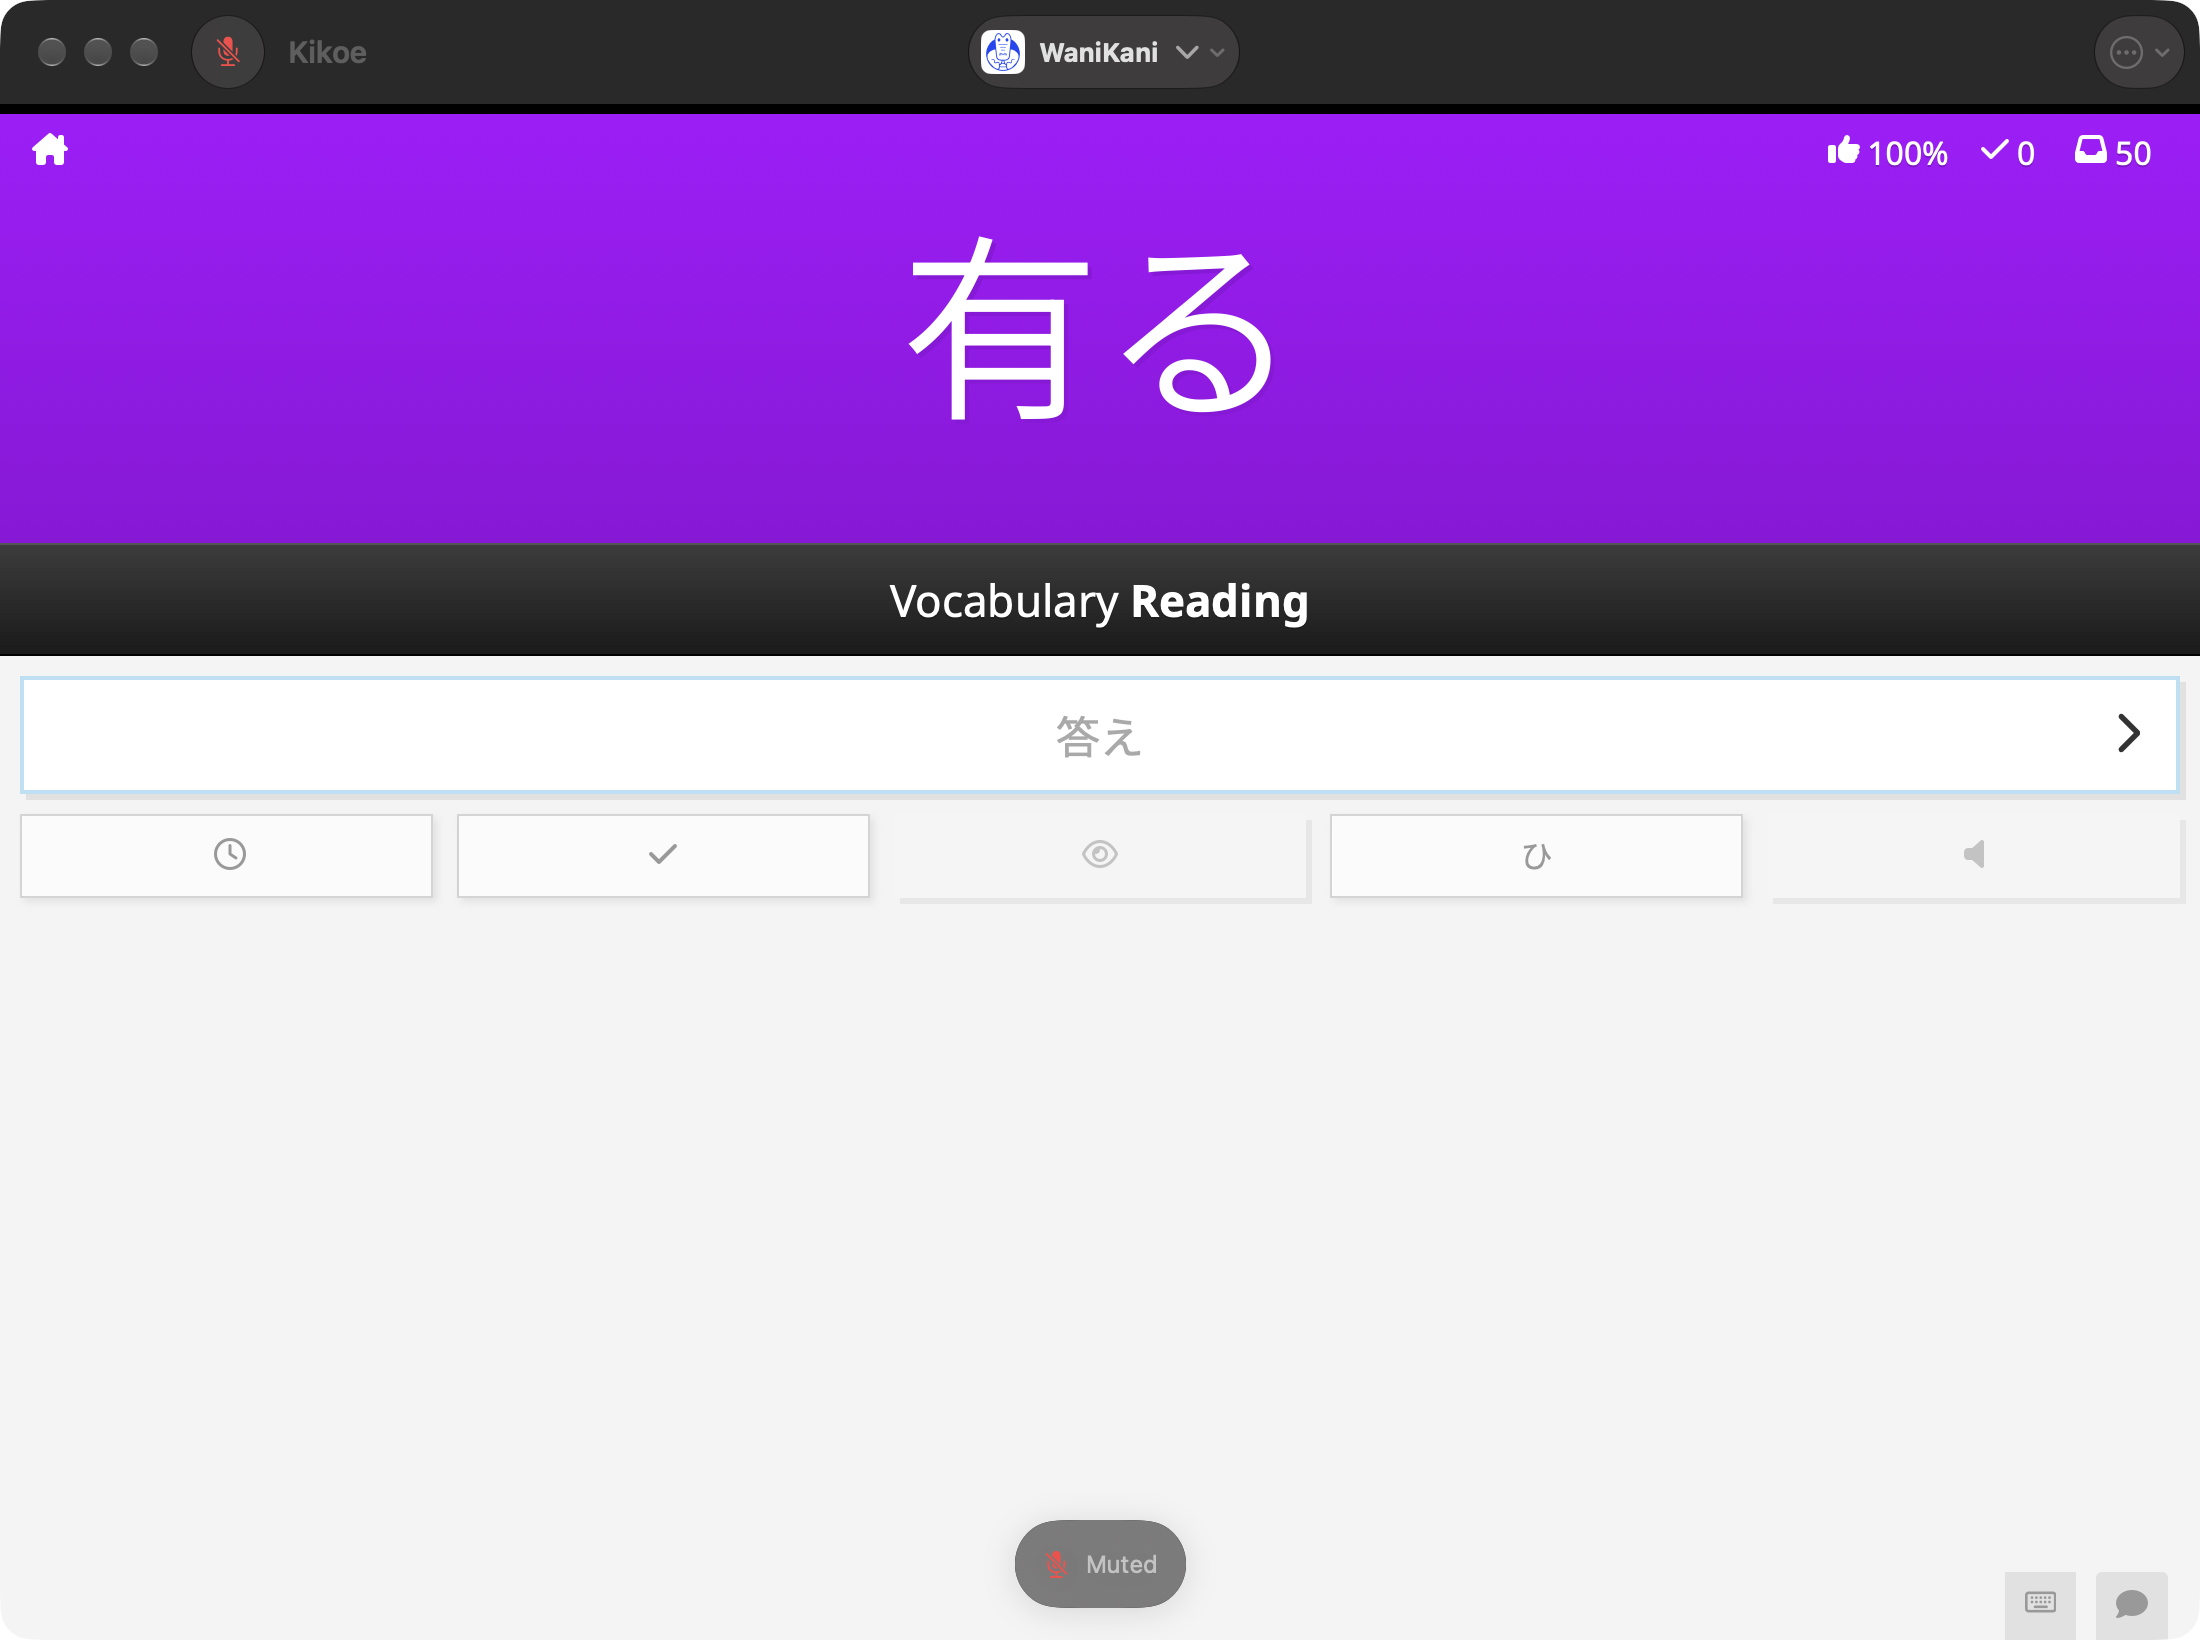 Kikoe
WaniKani
100% 0 50
有る
Vocabulary Reading
答え
ひ
Muted